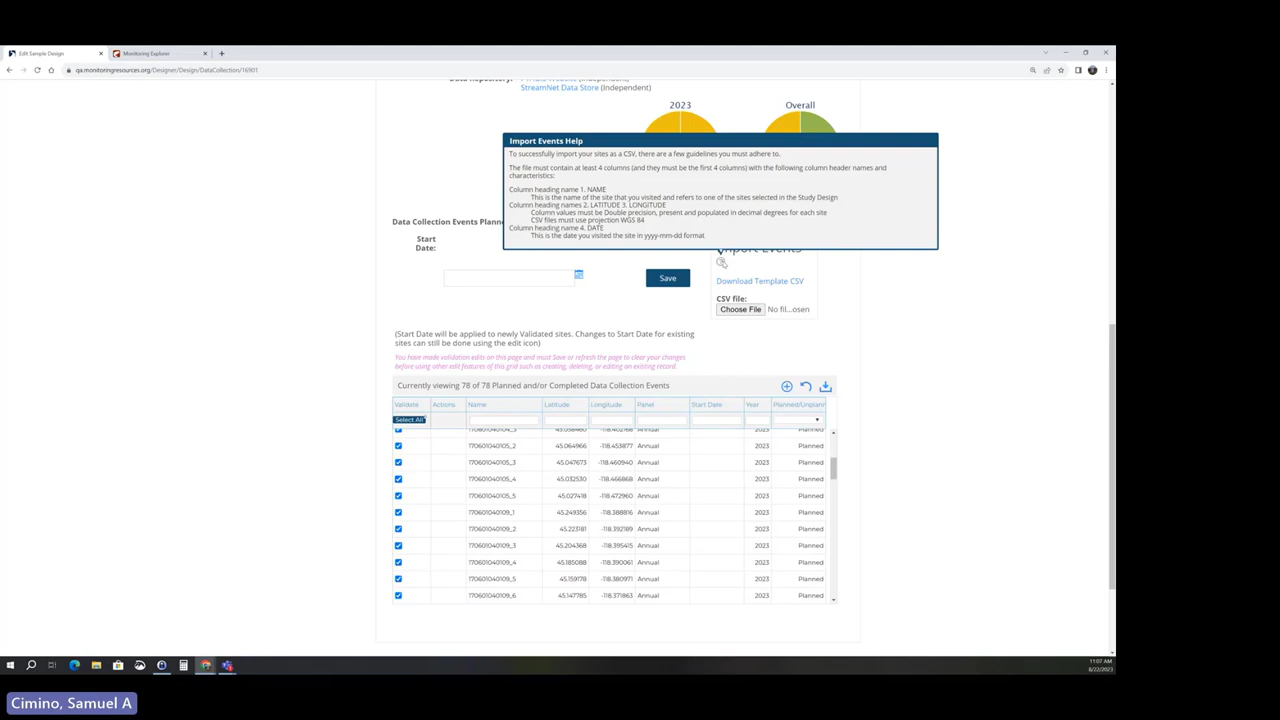 Edit Sample Design
Monitoring Explorer
qa.monitoringresources.org/Designer/Design/DataCollection/16901
StreamNet Data Store (Independent)
2023
Overall
Import Events Help
To successfully import your sites as a CSV, there are a few guidelines you must adhere to.
The file must contain at least 4 columns (and they must be the first 4 columns) with the following column header names and
characteristics:
Column heading name 1. NAME
This is the name of the site that you visited and refers to one of the sites selected in the Study Design
Column heading names 2. LATITUDE 3. LONGITUDE
Column values must be Double precision, present and populated in decimal degrees for each site
CSV files must use projection WGS 84
Column heading name 4. DATE
This is the date you visited the site in yyyy-mm-dd format.
Data Collection Events Plann
Start
Date:
Save
Import Events
Download Template CSV
CSV file:
Choose File No fil...osen
(Start Date will be applied to newly Validated sites. Changes to Start Date for existing
sites can still be done using the edit icon)
You have made validation edits on this page and must Save or refresh the page to clear your changes
before using other edit features of this grid such as creating, deleting, or editing an existing record.
Currently viewing 78 of 78 Planned and/or Completed Data Collection Events
Validate Actions Name Latitude Longitude Panel Start Date Year Planned/Unplann
Select All
170601040105_2 45.064966 -118.453877 Annual 2023 Planned
170601040105_3 45.047673 -118.460940 Annual 2023 Planned
170601040105_4 45.032530 -118.466868 Annual 2023 Planned
170601040105_5 45.027418 -118.472960 Annual 2023 Planned
170601040109_1 45.249356 -118.388816 Annual 2023 Planned
170601040109_2 45.223181 -118.392189 Annual 2023 Planned
170601040109_3 45.204368 -118.395415 Annual 2023 Planned
170601040109_4 45.185088 -118.390061 Annual 2023 Planned
170601040109_5 45.159178 -118.380971 Annual 2023 Planned
170601040109_6 45.147785 -118.371863 Annual 2023 Planned
11:07 AM
8/22/2023
Cimino, Samuel A